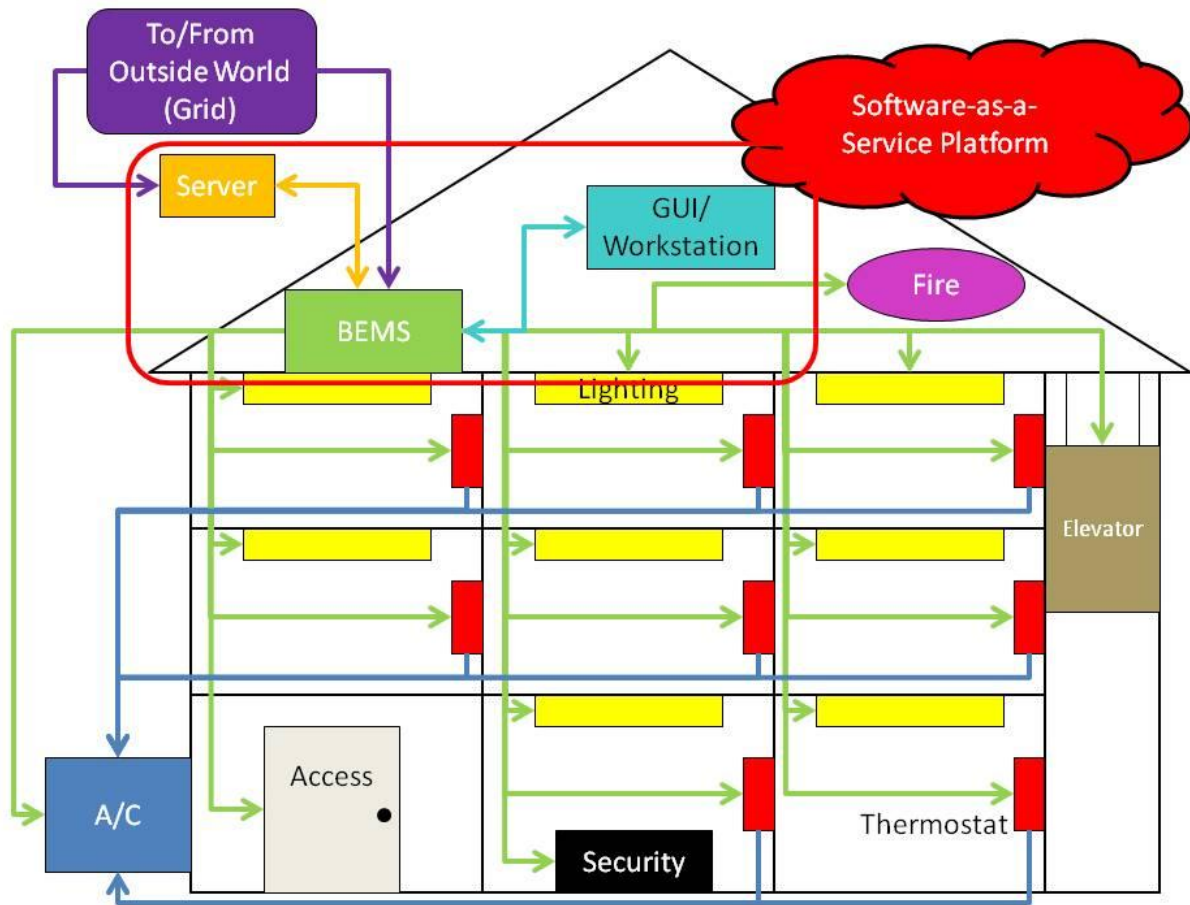 To/From
Outside World
(Grid)
Software-as-a-
Service Platform
Server
GUI/
Workstation
Fire
BEMS
Lighting
Elevator
Access
A/C
Thermostat
Security